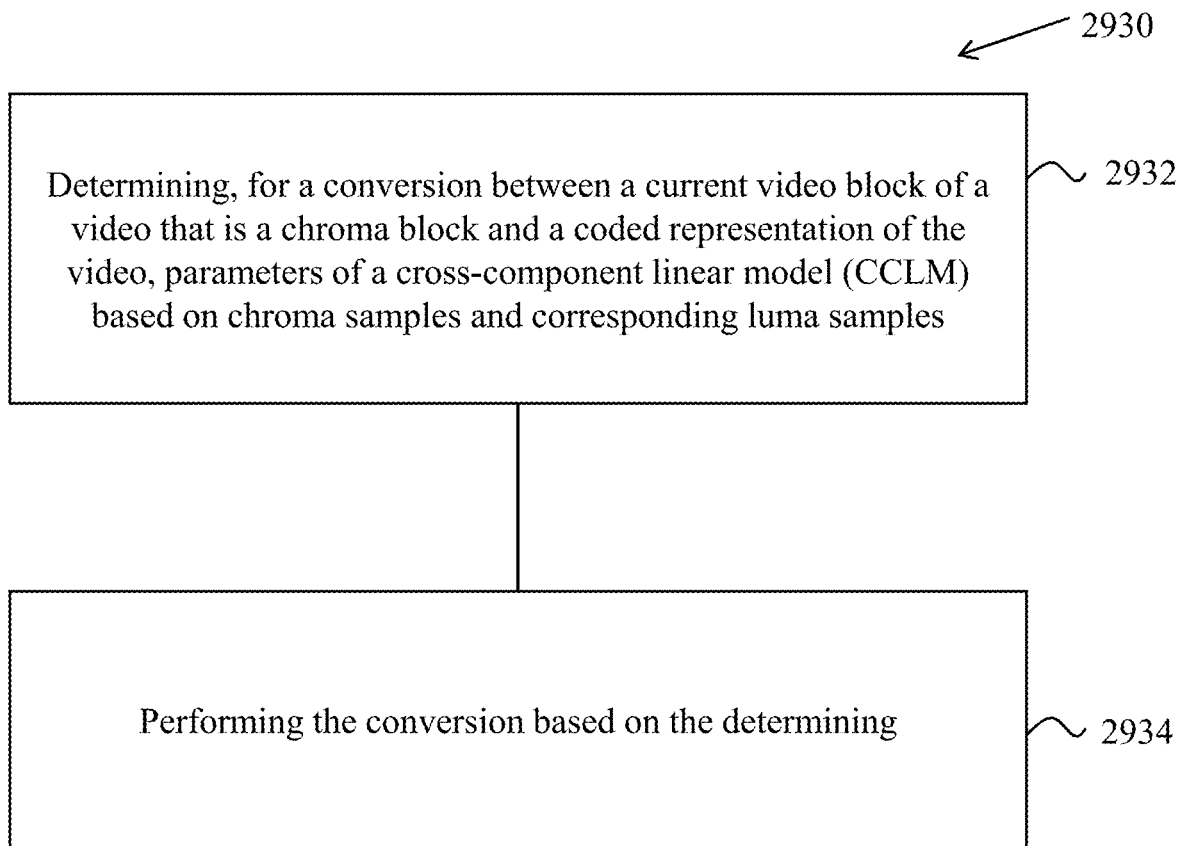 2930
Determining, for a conversion between a current video block of a
video that is a chroma block and a coded representation of the
video, parameters of a cross-component linear model (CCLM)
based on chroma samples and corresponding luma samples
2932
Performing the conversion based on the determining
2934